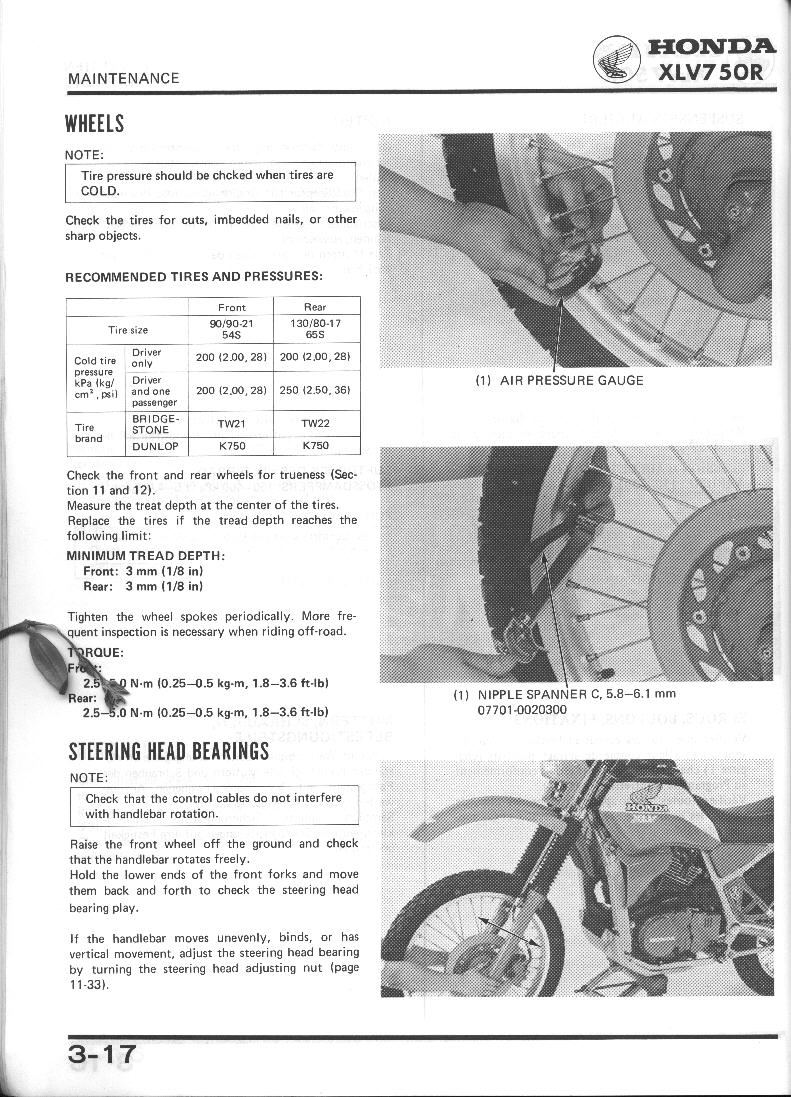 MAINTENANCE
HONDA
XLV750R
WHEELS
NOTE:
Tire pressure should be chcked when tires are
COLD.
Check the tires for cuts, imbedded nails, or other
sharp objects.
RECOMMENDED TIRES AND PRESSURES:
Front Rear
Tire size 90/90-21 130/80-17
54S 65S
Cold tire
pressure
kPa (kg/
cm², psi)
Driver
only
200 (2.00, 28) 200 (2.00, 28)
Driver
and one
passenger
200 (2.00, 28) 250 (2.50, 36)
Tire
brand
BRIDGE-
STONE
TW21 TW22
DUNLOP K750 K750
(1) AIR PRESSURE GAUGE
Check the front and rear wheels for trueness (Sec-
tion 11 and 12).
Measure the treat depth at the center of the tires.
Replace the tires if the tread depth reaches the
following limit:
MINIMUM TREAD DEPTH:
Front: 3 mm (1/8 in)
Rear: 3 mm (1/8 in)
Tighten the wheel spokes periodically. More fre-
quent inspection is necessary when riding off-road.
TORQUE:
Front:
2.5–5.0 N·m (0.25–0.5 kg-m, 1.8–3.6 ft-lb)
Rear:
2.5–5.0 N·m (0.25–0.5 kg-m, 1.8–3.6 ft-lb)
(1) NIPPLE SPANNER C, 5.8–6.1 mm
07701-0020300
STEERING HEAD BEARINGS
NOTE:
Check that the control cables do not interfere
with handlebar rotation.
Raise the front wheel off the ground and check
that the handlebar rotates freely.
Hold the lower ends of the front forks and move
them back and forth to check the steering head
bearing play.
If the handlebar moves unevenly, binds, or has
vertical movement, adjust the steering head bearing
by turning the steering head adjusting nut (page
11-33).
HONDA
3-17